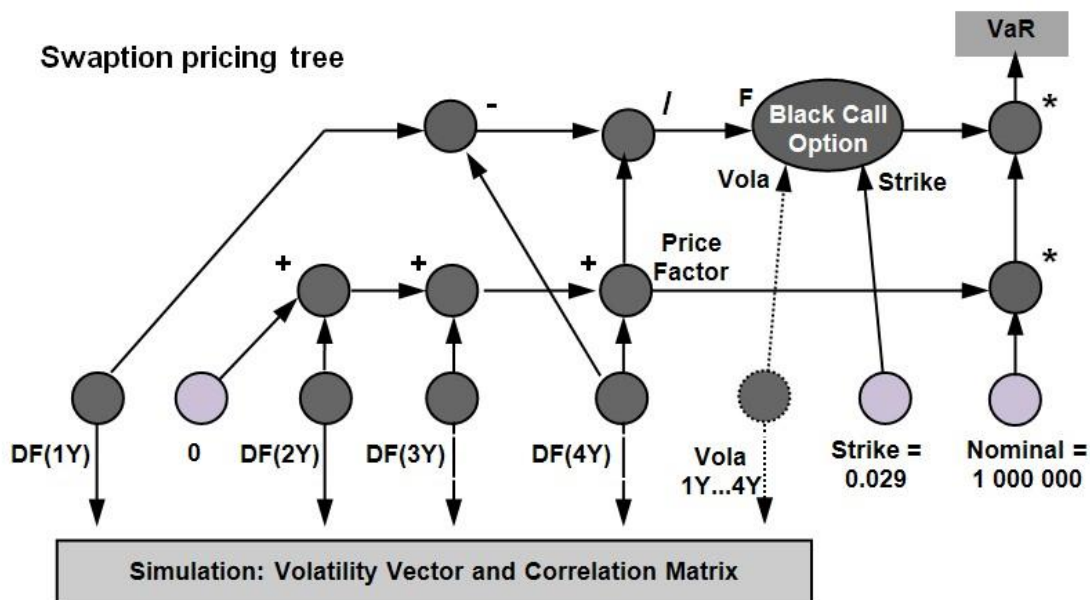 VaR
Swaption pricing tree
-
/
F
Black Call
Option
*
Vola
Strike
+
+
+
Price
Factor
*
DF(1Y)
0
DF(2Y)
DF(3Y)
DF(4Y)
Vola
1Y...4Y
Strike =
0.029
Nominal =
1 000 000
Simulation: Volatility Vector and Correlation Matrix